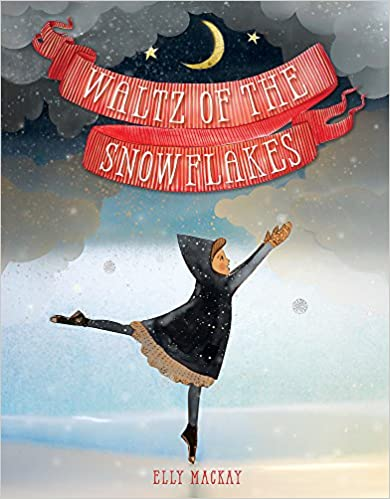 WALTZ OF THE
SNOWFLAKES
ELLY MACKAY